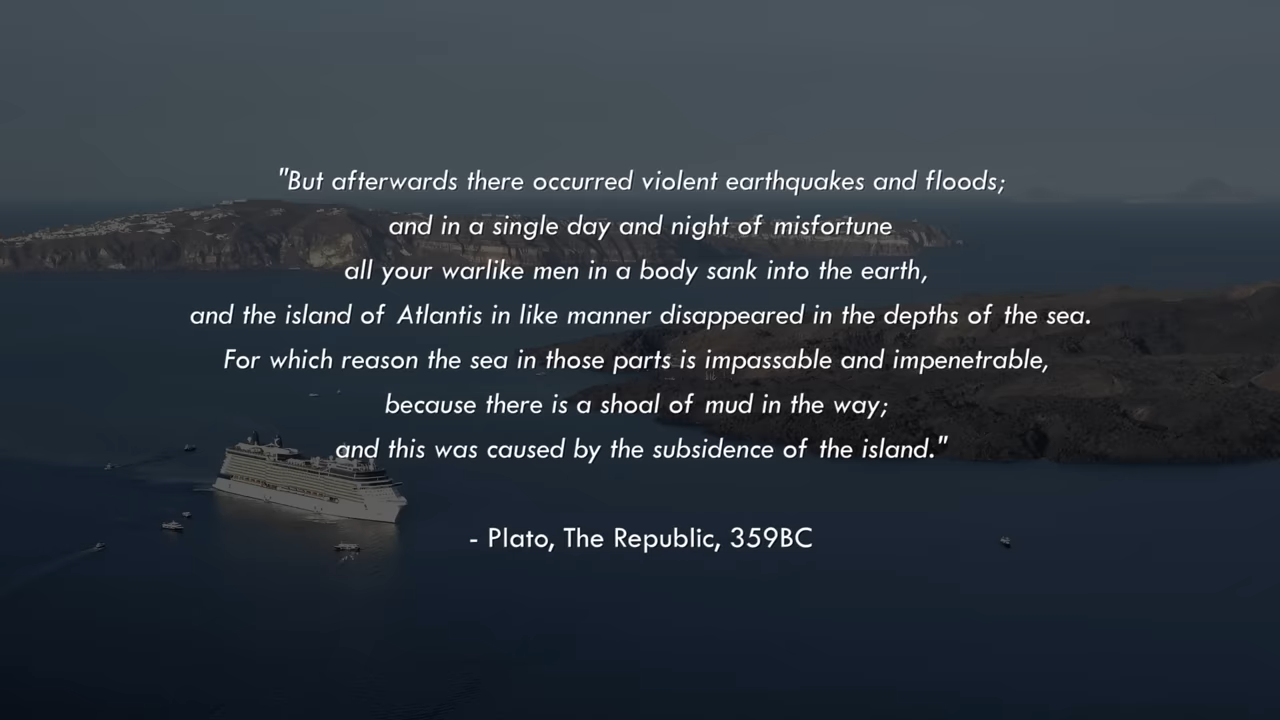 "But afterwards there occurred violent earthquakes and floods;
and in a single day and night of misfortune
all your warlike men in a body sank into the earth,
and the island of Atlantis in like manner disappeared in the depths of the sea.
For which reason the sea in those parts is impassable and impenetrable,
because there is a shoal of mud in the way;
and this was caused by the subsidence of the island."
- Plato, The Republic, 359BC